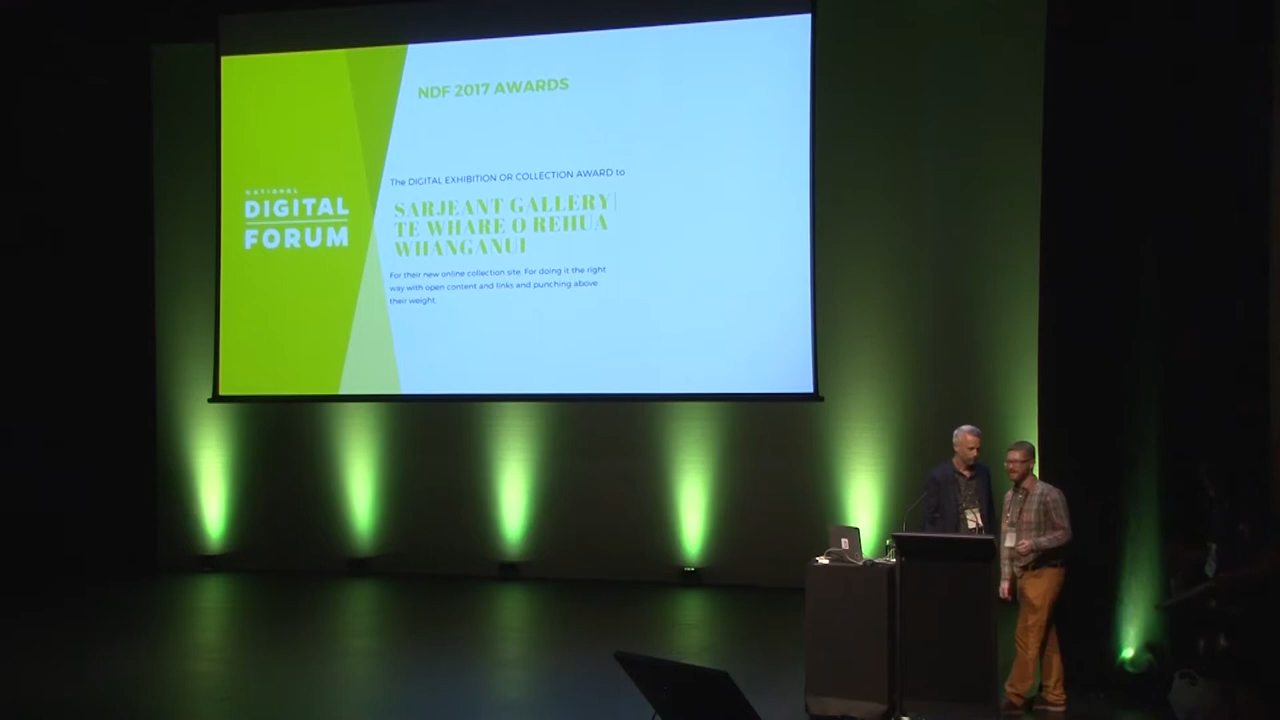 NATIONAL
DIGITAL
FORUM
NDF 2017 AWARDS
The DIGITAL EXHIBITION OR COLLECTION AWARD to
SARJEANT GALLERY|
TE WHARE O REHUA
WHANGANUI
For their new online collection site. For doing it the right
way with open content and links and punching above
their weight.